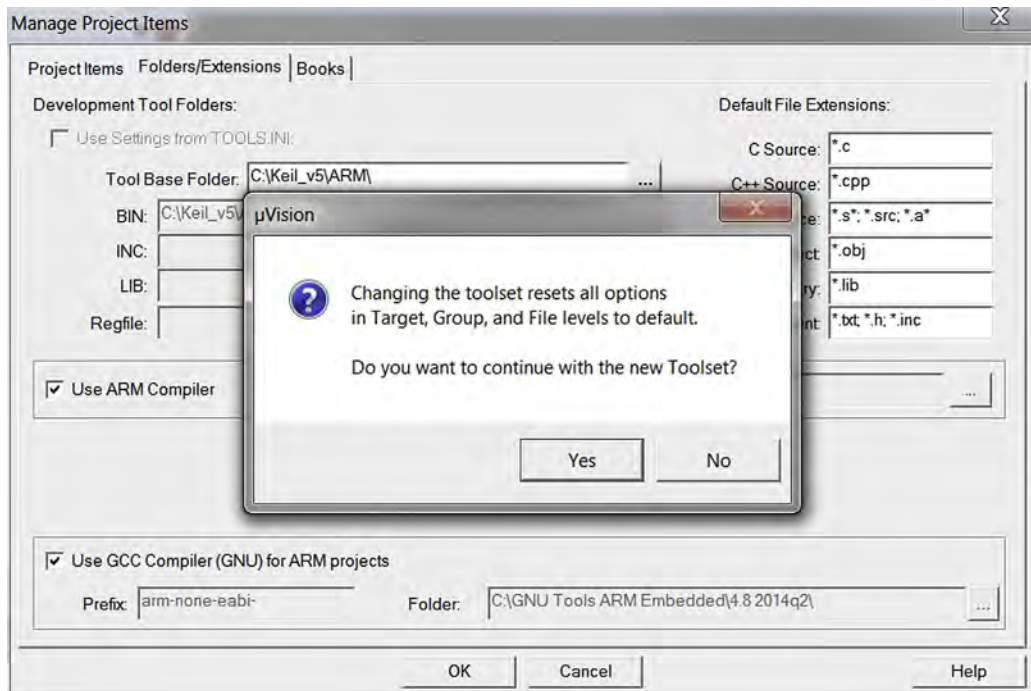 Manage Project Items
Project Items Folders/Extensions Books
Development Tool Folders:
Default File Extensions:
Use Settings from TOOLS.INI:
Tool Base Folder: C:\Keil_v5\ARM\ ...
BIN: C:\Keil_v5\
INC:
LIB:
Regfile:
C Source: *.c
C++ Source: *.cpp
*.s*; *.src; *.a*
*.obj
*.lib
*.txt; *.h; *.inc
µVision
Changing the toolset resets all options
in Target, Group, and File levels to default.
Do you want to continue with the new Toolset?
Yes No
Use ARM Compiler
...
Use GCC Compiler (GNU) for ARM projects
Prefix: arm-none-eabi- Folder: C:\GNU Tools ARM Embedded\4.8 2014q2\ ...
OK Cancel Help